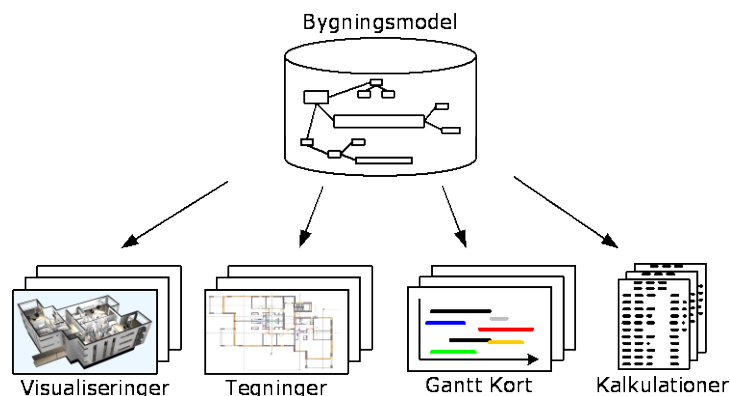 Bygningsmodel
Visualiseringer
Tegninger
Gantt Kort
Kalkulationer